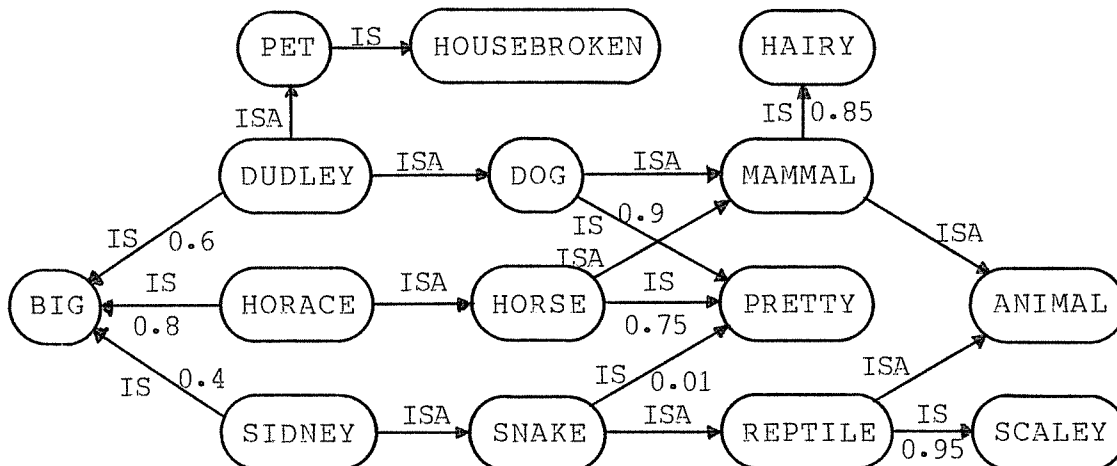 PET IS HOUSEBROKEN HAIRY
ISA IS 0.85
DUDLEY ISA DOG ISA MAMMAL
IS 0.6 IS 0.9 ISA
ISA
BIG IS HORACE ISA HORSE IS PRETTY ANIMAL
0.8 0.75
IS 0.4 IS 0.01 ISA
SIDNEY ISA SNAKE ISA REPTILE IS SCALEY
0.95